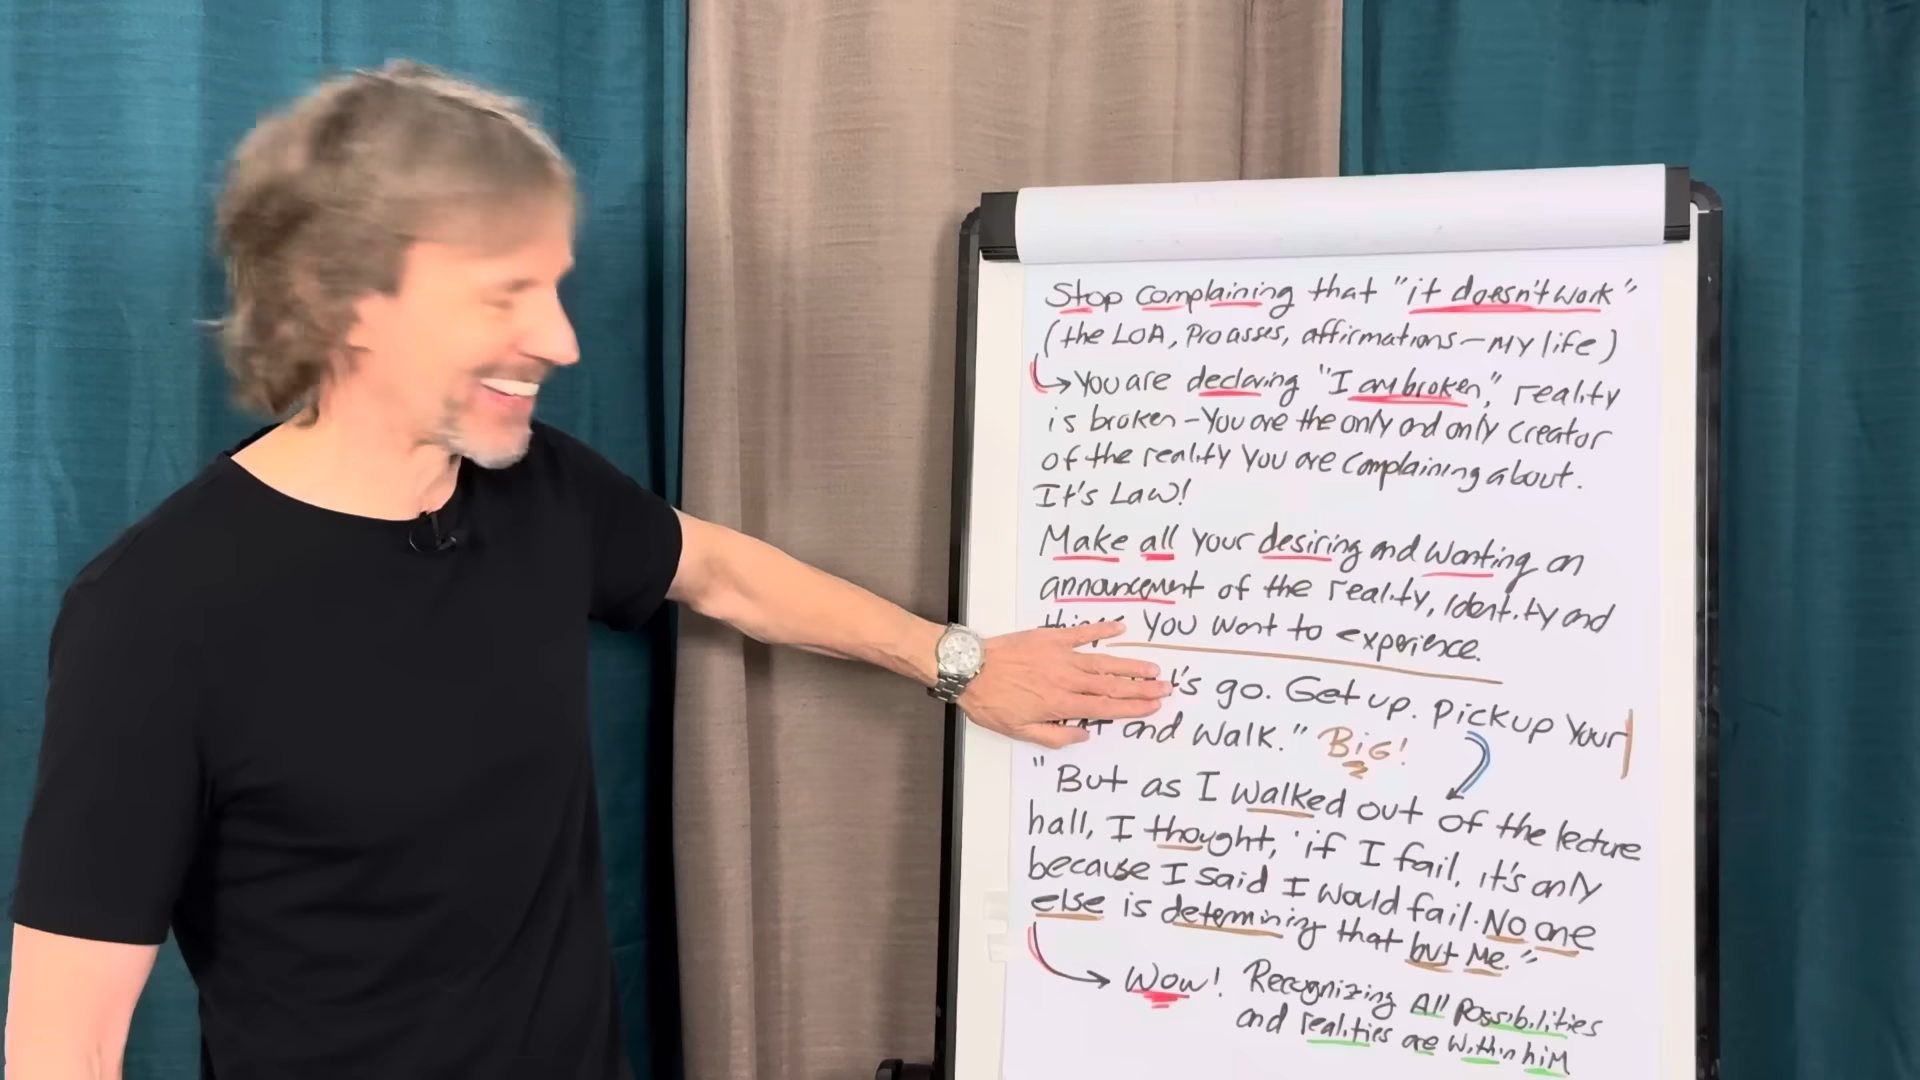 Stop complaining that "it doesn't work"
(the LOA, Processes, affirmations – My life)
You are declaring "I am broken," reality
is broken – You are the only and only creator
of the reality you are complaining about.
It's Law!
Make all your desiring and wanting an
announcement of the reality, identity and
things you want to experience.
go. Get up. Pick up Your
and walk." BIG!
"But as I walked out of the lecture
hall, I thought, 'if I fail, it's only
because I said I would fail. No one
else is determining that but Me."
Wow! Recognizing All Possibilities
and realities are within him